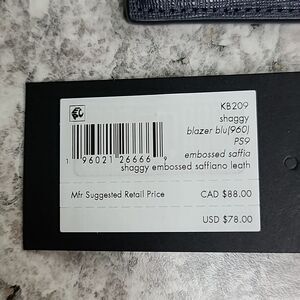 KB209
shaggy
blazer blu(960)
PS9
embossed saffia
shaggy embossed saffiano leath
1 96021 26666 9
Mfr Suggested Retail Price CAD $88.00
USD $78.00